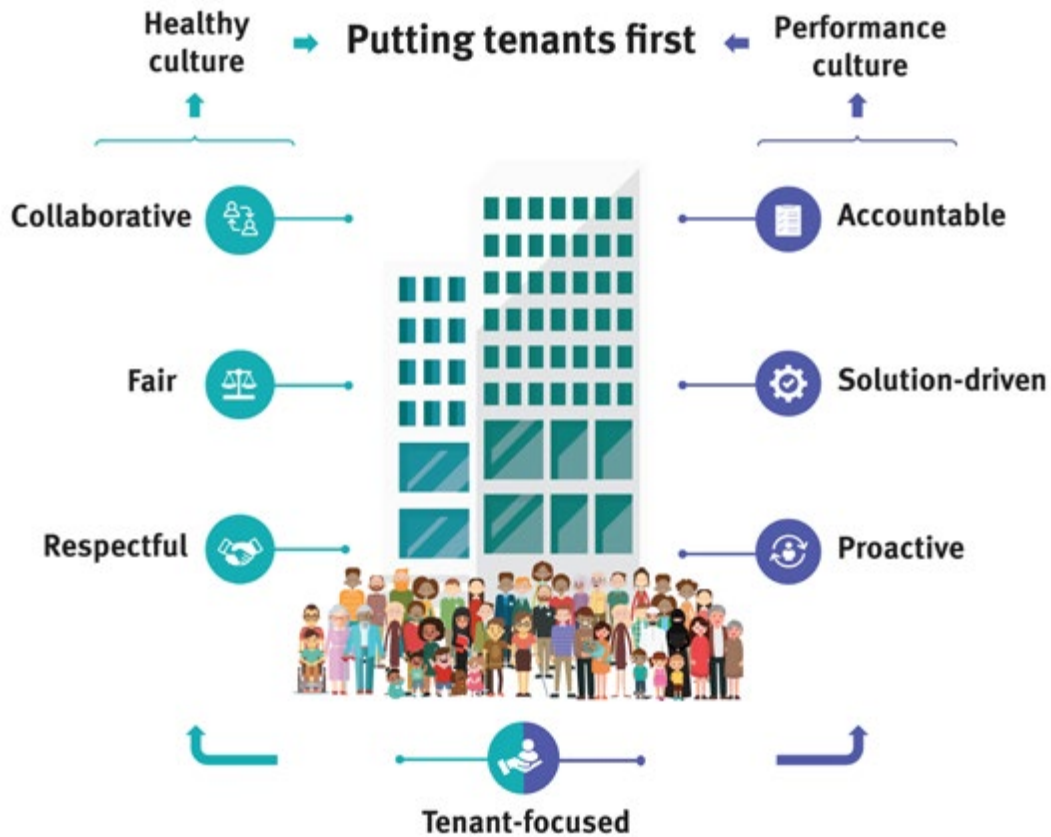 Healthy
culture
Putting tenants first
Performance
culture
Collaborative
Accountable
Fair
Solution-driven
Respectful
Proactive
Tenant-focused